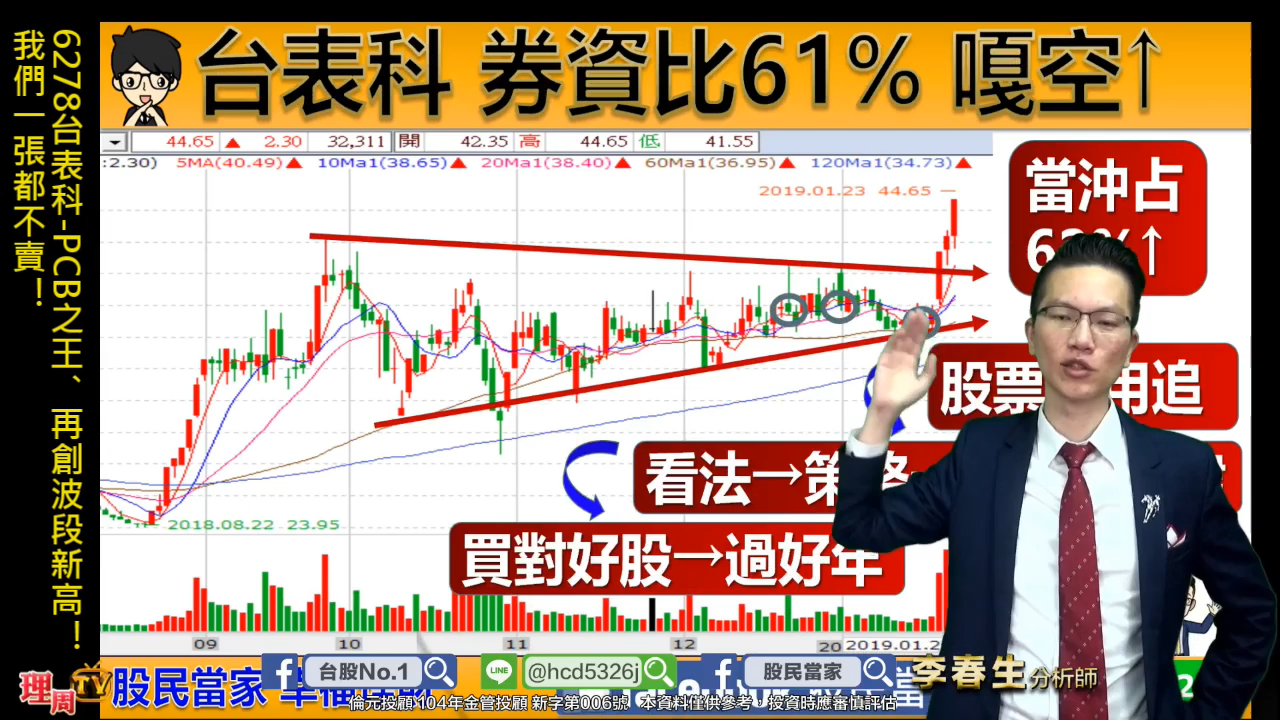 6278台表科-PCB之王、再創波段新高！
我們一張都不賣！
台表科 券資比61% 嘎空↑
44.65 ▲ 2.30 32,311 開 42.35 高 44.65 低 41.55
:2.30) 5MA(40.49)▲ 10Ma1(38.65)▲ 20Ma1(38.40)▲ 60Ma1(36.95)▲ 120Ma1(34.73)▲
2019.01.23 44.65
當沖占
股票 用追
看法→策
買對好股→過好年
2018.08.22 23.95
09 10 11 12 20 2019.01.2
理周TV
股民當家
f 台股No.1
LINE @hcd5326j
f 股民當家
李春生 分析師
倫元投顧 104年金管投顧 新字第006號 本資料僅供參考，投資時應審慎評估